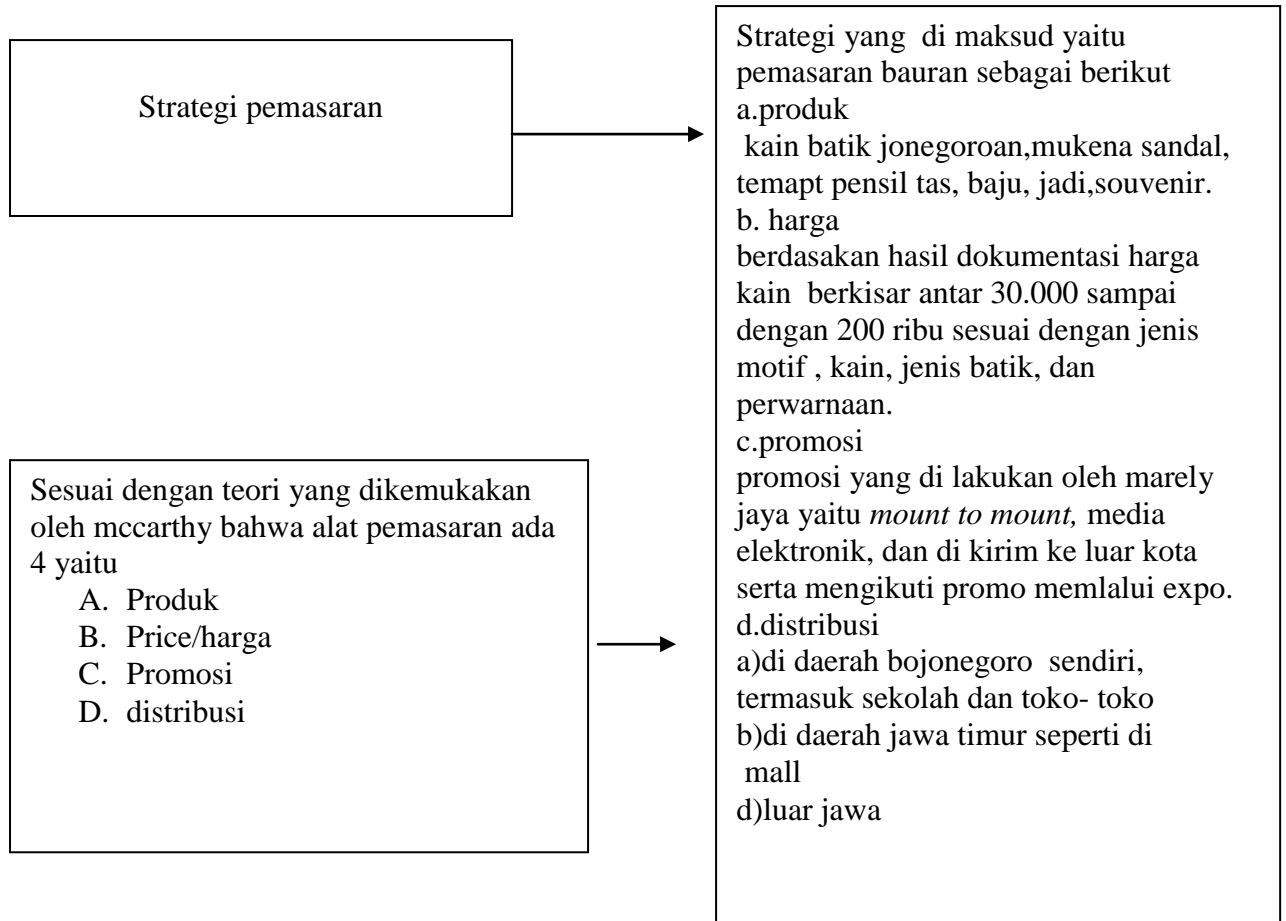 Strategi pemasaran
Sesuai dengan teori yang dikemukakan
oleh mccarthy bahwa alat pemasaran ada
4 yaitu
A. Produk
B. Price/harga
C. Promosi
D. distribusi
Strategi yang di maksud yaitu
pemasaran bauran sebagai berikut
a.produk
kain batik jonegoroan,mukena sandal,
temapt pensil tas, baju, jadi,souvenir.
b. harga
berdasakan hasil dokumentasi harga
kain berkisar antar 30.000 sampai
dengan 200 ribu sesuai dengan jenis
motif , kain, jenis batik, dan
perwarnaan.
c.promosi
promosi yang di lakukan oleh marely
jaya yaitu mount to mount, media
elektronik, dan di kirim ke luar kota
serta mengikuti promo memlalui expo.
d.distribusi
a)di daerah bojonegoro sendiri,
termasuk sekolah dan toko- toko
b)di daerah jawa timur seperti di
mall
d)luar jawa